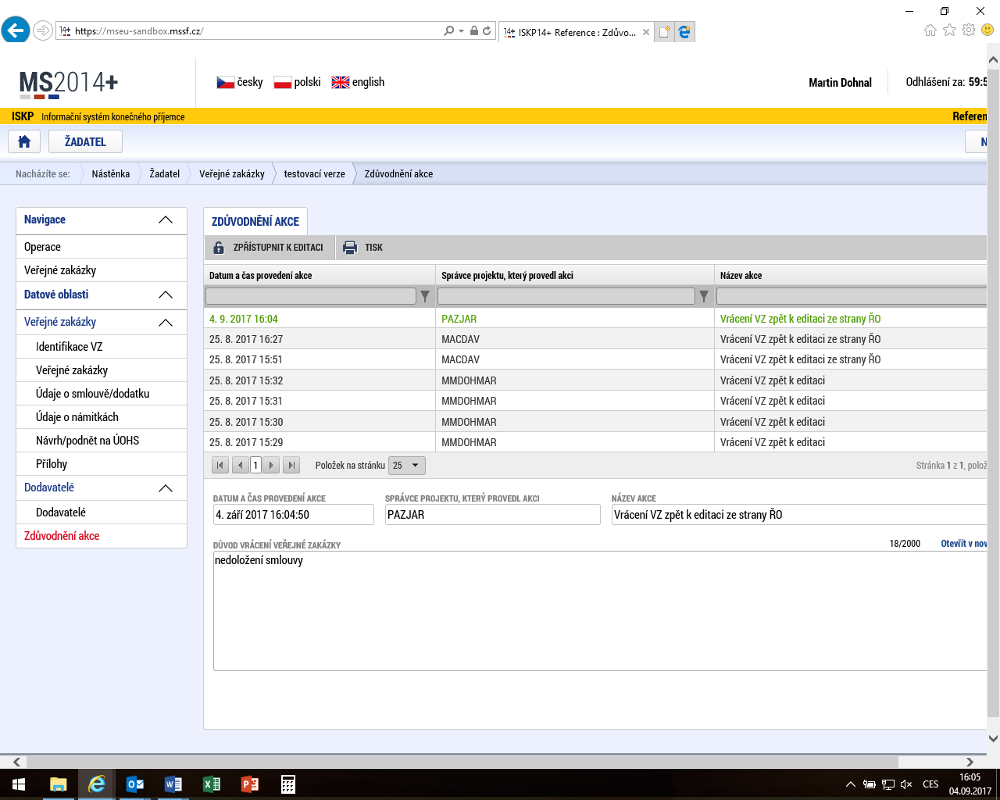 https://mseu-sandbox.mssf.cz/
ISKP14+ Reference : Zdůvo...
MS2014+
česky
polski
english
Martin Dohnal
Odhlášení za: 59:5
ISKP Informační systém konečného příjemce
Referen
ŽADATEL
N
Nacházíte se: Nástěnka Žadatel Veřejné zakázky testovací verze Zdůvodnění akce
Navigace
Operace
Veřejné zakázky
Datové oblasti
Veřejné zakázky
Identifikace VZ
Veřejné zakázky
Údaje o smlouvě/dodatku
Údaje o námitkách
Návrh/podnět na ÚOHS
Přílohy
Dodavatelé
Dodavatelé
Zdůvodnění akce
ZDŮVODNĚNÍ AKCE
ZPŘÍSTUPNIT K EDITACI TISK
Datum a čas provedení akce Správce projektu, který provedl akci Název akce
4. 9. 2017 16:04 PAZJAR Vrácení VZ zpět k editaci ze strany ŘO
25. 8. 2017 16:27 MACDAV Vrácení VZ zpět k editaci ze strany ŘO
25. 8. 2017 15:51 MACDAV Vrácení VZ zpět k editaci ze strany ŘO
25. 8. 2017 15:32 MMDOHMAR Vrácení VZ zpět k editaci
25. 8. 2017 15:31 MMDOHMAR Vrácení VZ zpět k editaci
25. 8. 2017 15:30 MMDOHMAR Vrácení VZ zpět k editaci
25. 8. 2017 15:29 MMDOHMAR Vrácení VZ zpět k editaci
1 Položek na stránku 25 Stránka 1 z 1, polož
DATUM A ČAS PROVEDENÍ AKCE SPRÁVCE PROJEKTU, KTERÝ PROVEDL AKCI NÁZEV AKCE
4. září 2017 16:04:50 PAZJAR Vrácení VZ zpět k editaci ze strany ŘO
DŮVOD VRÁCENÍ VEŘEJNÉ ZAKÁZKY 18/2000 Otevřít v nov
nedoložení smlouvy
CES
16:05
04.09.2017